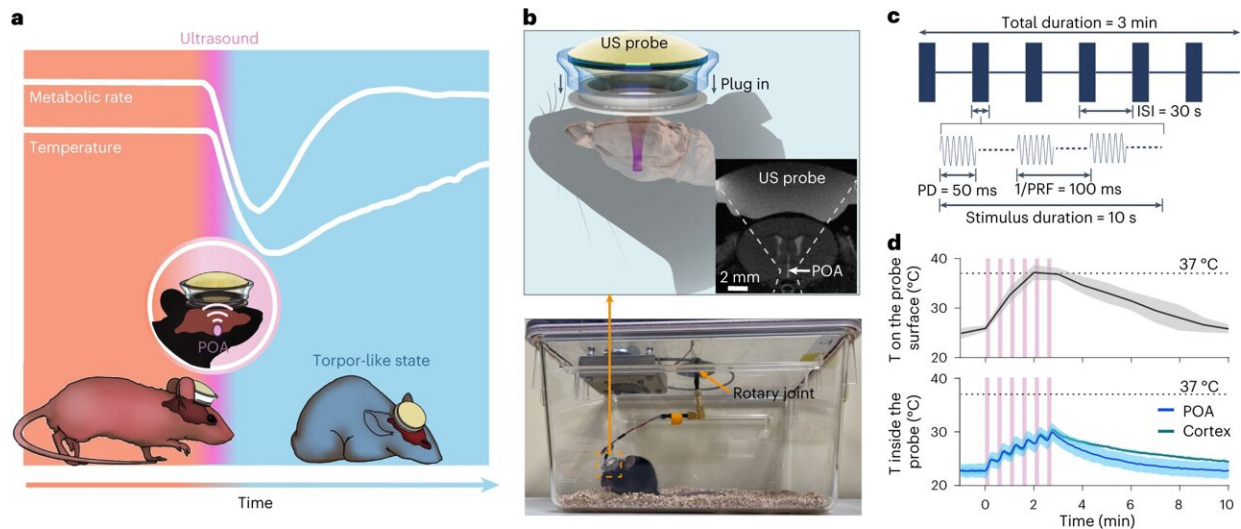 a
Ultrasound
Metabolic rate
Temperature
POA
Torpor-like state
Time
b
US probe
Plug in
US probe
POA
2 mm
Rotary joint
c
Total duration = 3 min
ISI = 30 s
PD = 50 ms
1/PRF = 100 ms
Stimulus duration = 10 s
d
T on the probe
surface (°C)
40
30
20
37 °C
T inside the
probe (°C)
40
30
20
37 °C
POA
Cortex
0
2
4
6
8
10
Time (min)